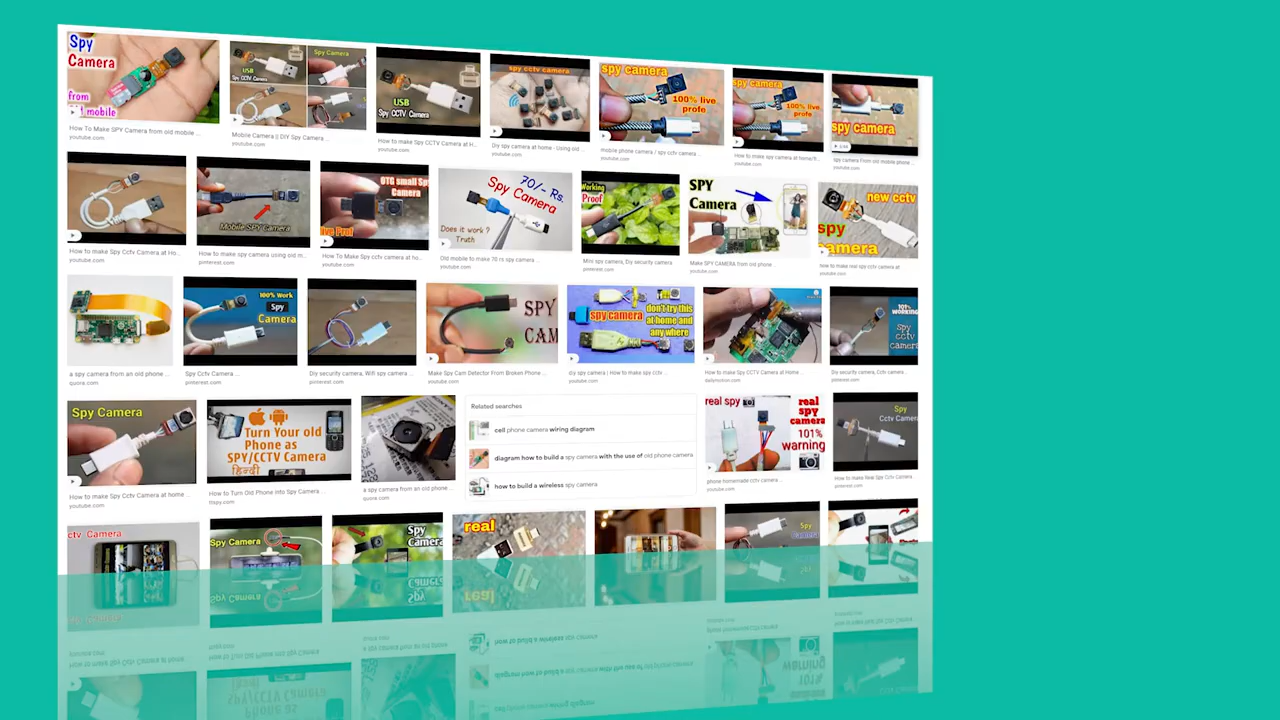 Spy
Camera
from
mobile
How To Make SPY Camera from old mobile ...
youtube.com
USB
Spy CCTV Camera
Spy Camera
Mobile Camera || DIY Spy Camera ...
youtube.com
USB
Spy CCTV Camera
How to make Spy CCTV Camera at H...
youtube.com
spy cctv camera
Diy spy camera at home - Using old ...
youtube.com
spy camera
100% live
profe
mobile phone camera / spy cctv camera ...
youtube.com
spy camera
100% live
profe
How to make spy camera at home/fr...
youtube.com
spy camera
spy camera From old mobile phone ...
youtube.com
How to make Spy Cctv Camera at Ho...
youtube.com
Mobile SPY Camera
How to make spy camera using old m...
pinterest.com
OTG small Spy
Camera
live Prof
How To Make Spy cctv camera at ho...
youtube.com
70/- Rs.
Spy Camera
Does it work ?
Truth
Old mobile to make 70 rs spy camera...
youtube.com
Working
Proof
Mini spy camera, Diy security camera
pinterest.com
SPY
Camera
Make SPY CAMERA from old phone ...
youtube.com
new cctv
spy
camera
how to make real spy cctv camera at
youtube.com
a spy camera from an old phone ...
quora.com
100% Work
Spy
Camera
Spy Cctv Camera ...
pinterest.com
Diy security camera, Wifi spy camera ...
pinterest.com
SPY
CAM
Make Spy Cam Detector From Broken Phone ...
youtube.com
spy camera
don't try this
at home and
any where
diy spy camera | How to make spy cctv ...
youtube.com
How to make Spy CCTV Camera at Home ...
dailymotion.com
101%
WORKING
Spy
cctv
camera
Diy security camera, Cctv camera ...
pinterest.com
Spy Camera
How to make Spy Cctv Camera at home ...
youtube.com
Turn Your old
Phone as
SPY/CCTV Camera
हिन्दी
How to Turn Old Phone into Spy Camera ...
a spy camera from an old phone ...
quora.com
Related searches
cell phone camera wiring diagram
diagram how to build a spy camera with the use of old phone camera
how to build a wireless spy camera
real spy
real
spy
camera
101%
warning
phone homemade cctv camera ...
youtube.com
Spy
Cctv Camera
How to make Real Spy Cctv Camera
pinterest.com
cctv Camera
Spy Camera
Spy
Camera
real
Spy
Camera